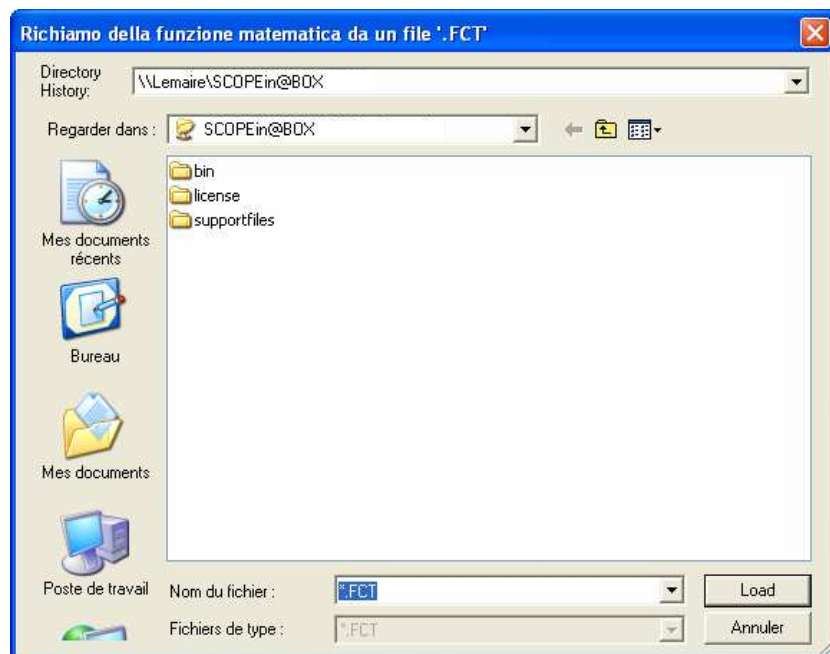 Richiamo della funzione matematica da un file '.FCT'
Directory
History:
\\Lemaire\SCOPEin@BOX
Regarder dans :
SCOPEin@BOX
bin
license
supportfiles
Mes documents
récents
Bureau
Mes documents
Poste de travail
Nom du fichier :
*.FCT
Load
Fichiers de type :
*.FCT
Annuler